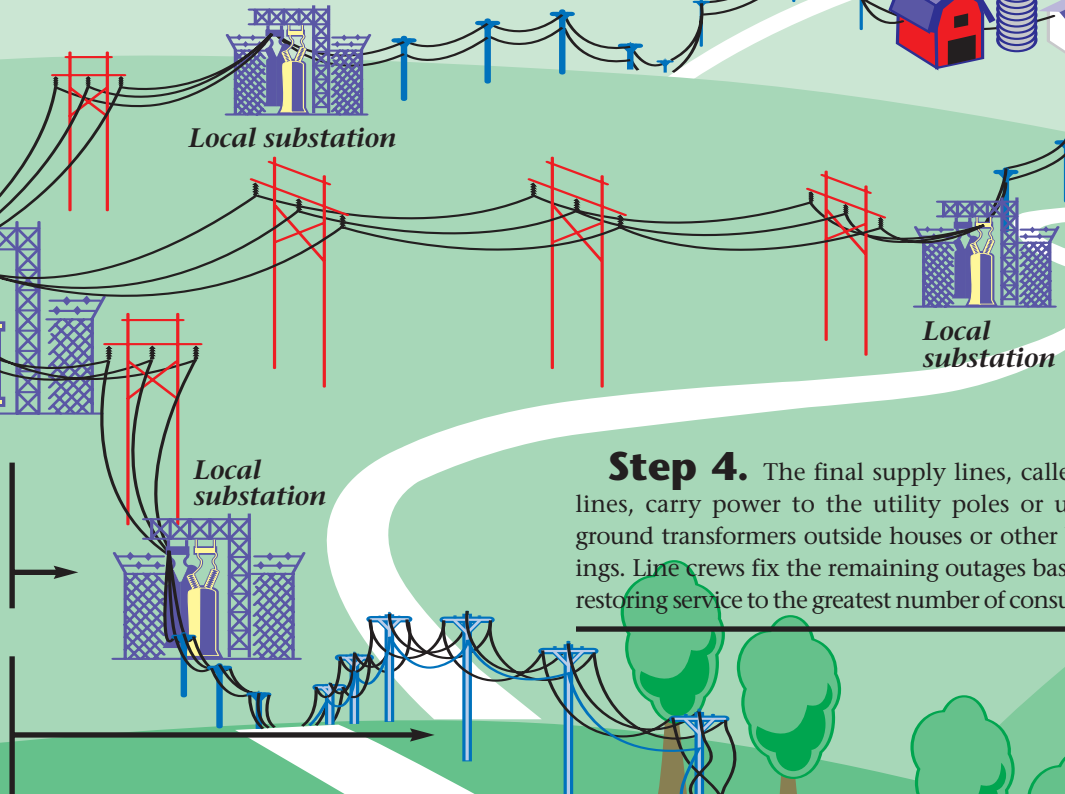 Local substation
Local
substation
Local
substation
Step 4. The final supply lines, calle
lines, carry power to the utility poles or u
ground transformers outside houses or other
ings. Line crews fix the remaining outages bas
restoring service to the greatest number of consu